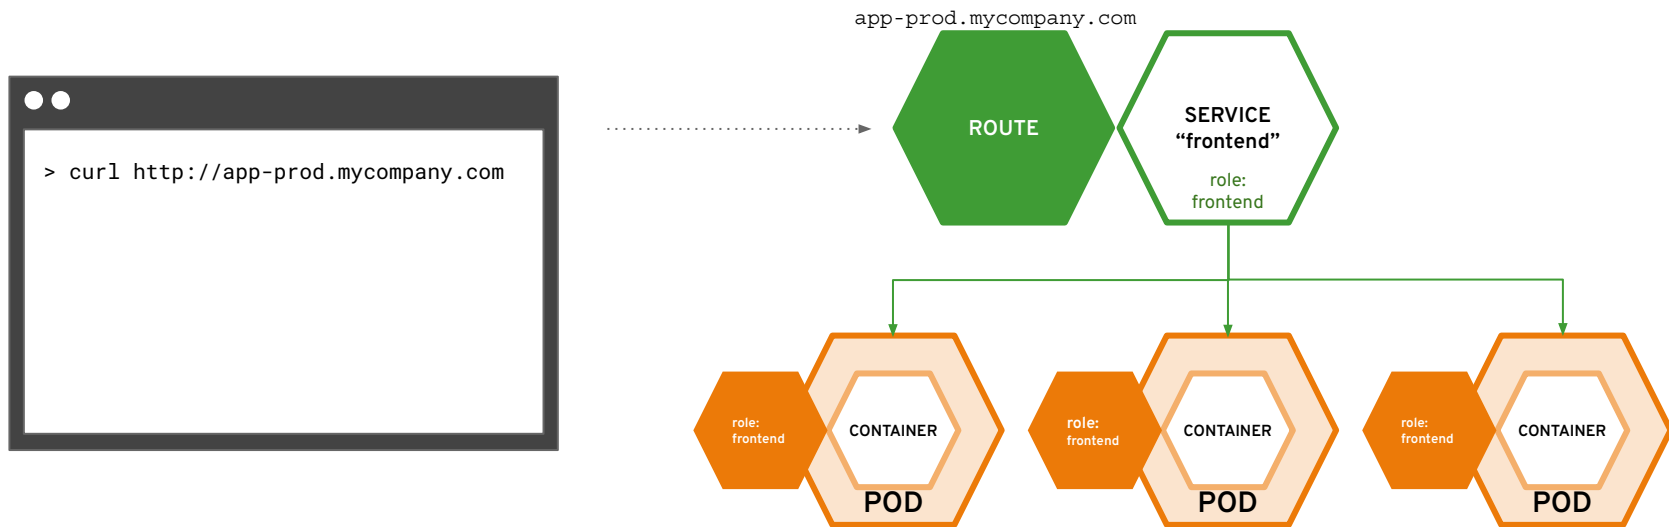 app-prod.mycompany.com
> curl http://app-prod.mycompany.com
ROUTE
SERVICE
“frontend”
role:
frontend
role:
frontend
CONTAINER
POD
role:
frontend
CONTAINER
POD
role:
frontend
CONTAINER
POD